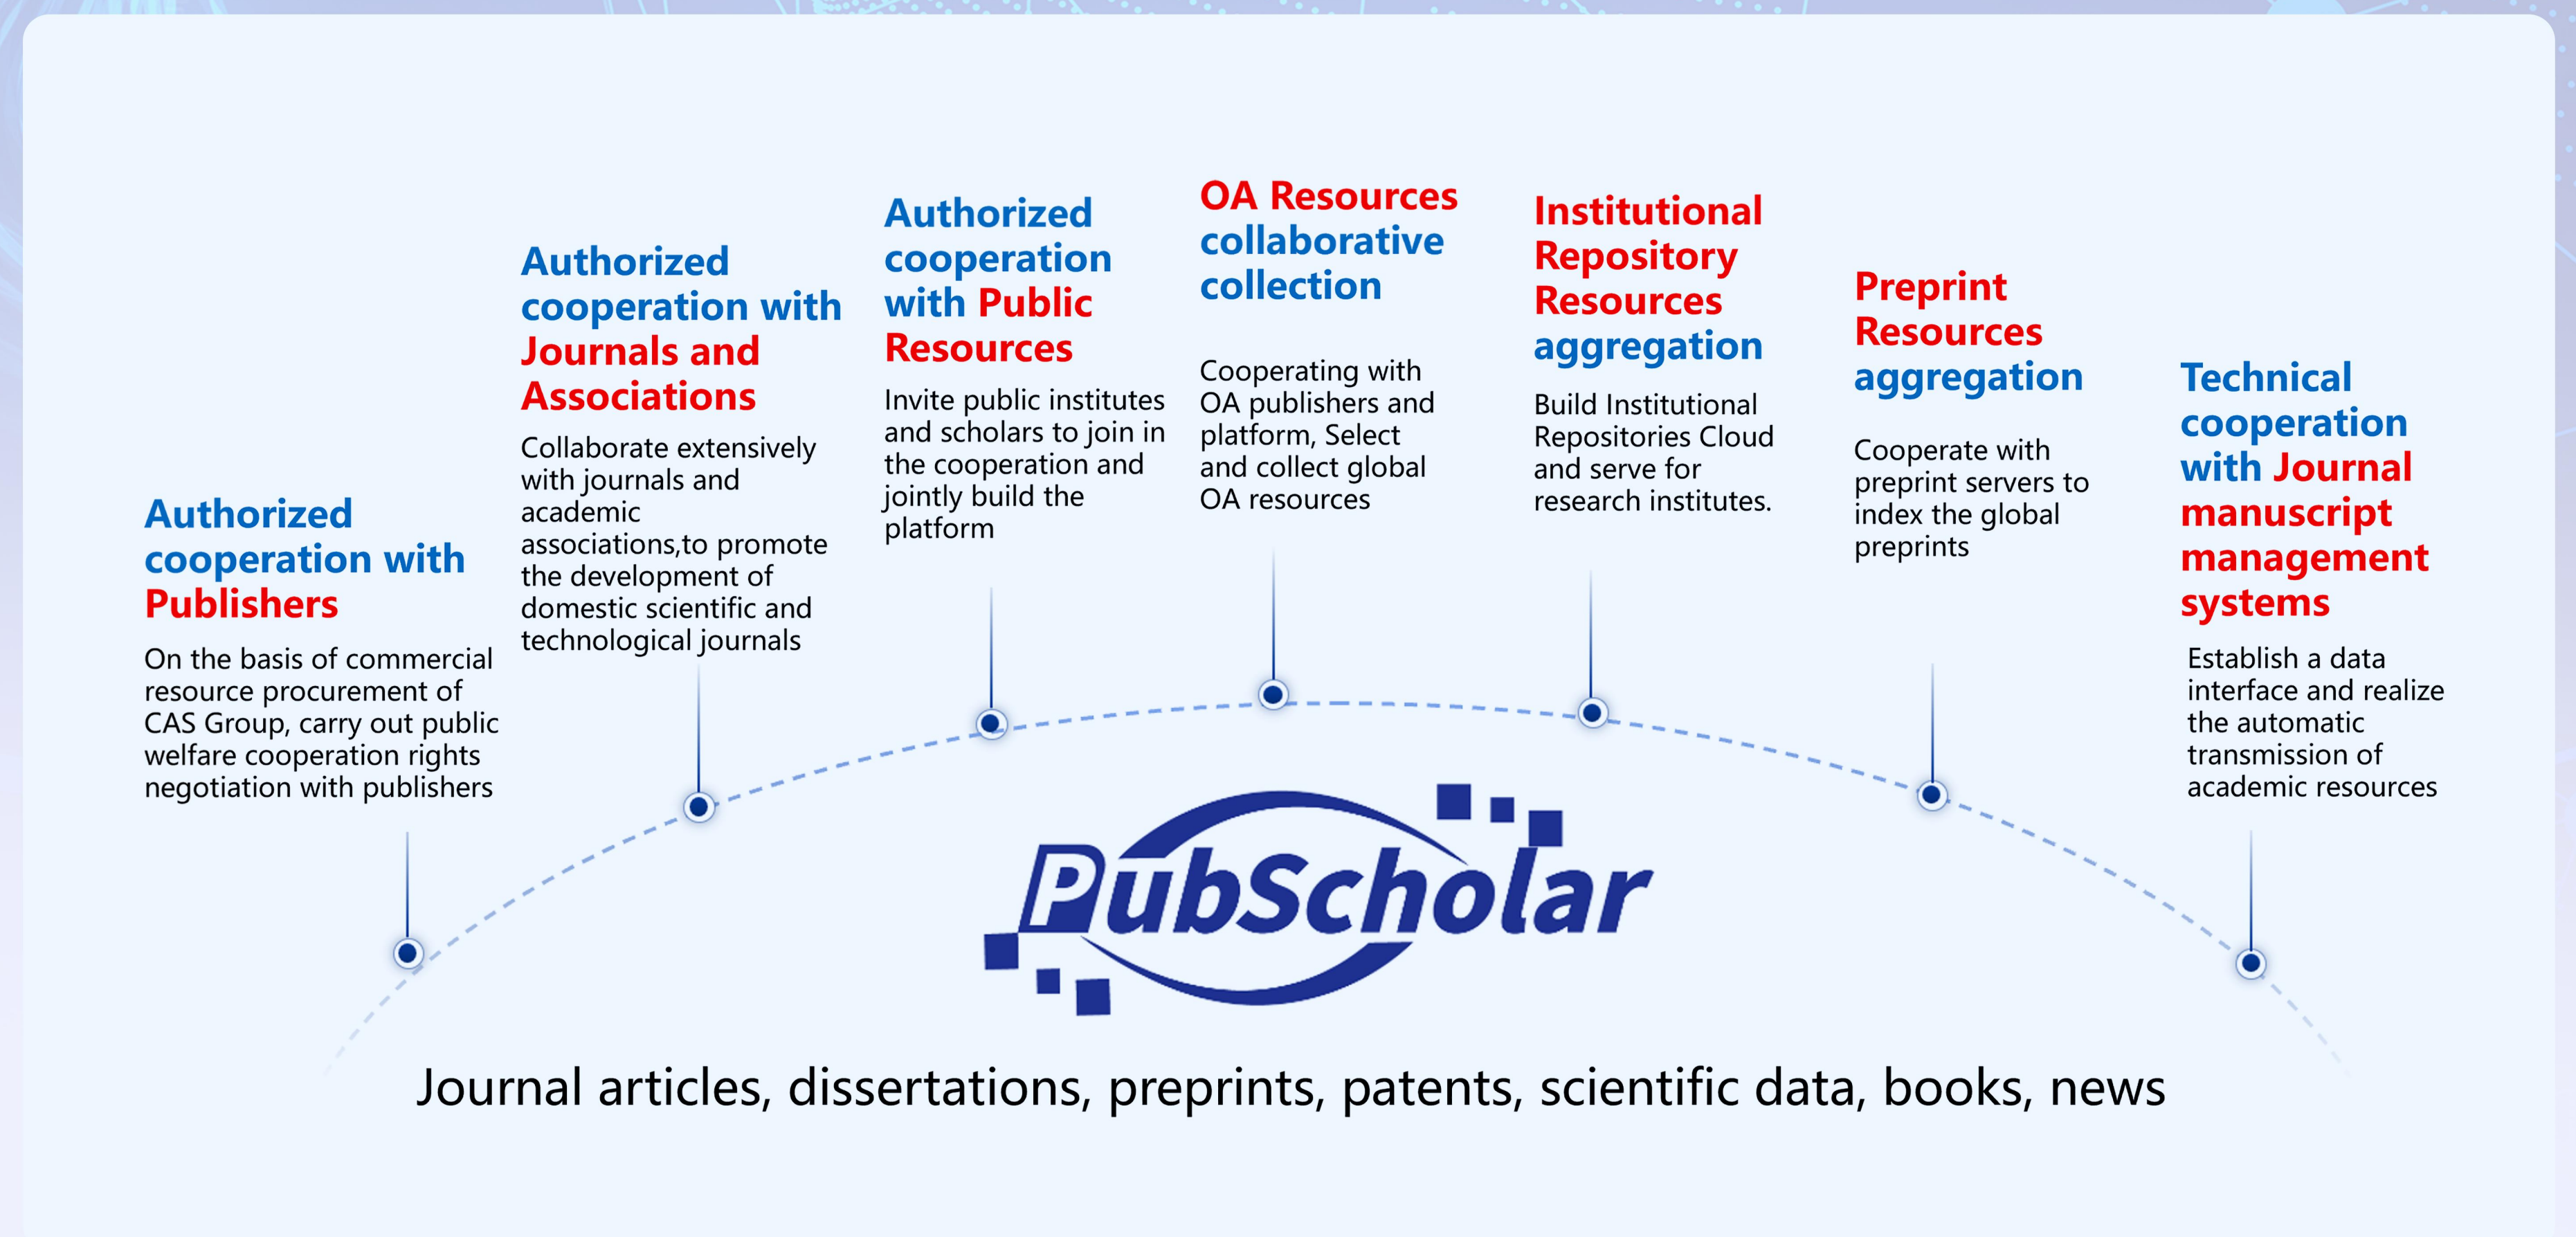 Authorized
cooperation with
Publishers
On the basis of commercial
resource procurement of
CAS Group, carry out public
welfare cooperation rights
negotiation with publishers
Authorized
cooperation with
Journals and
Associations
Collaborate extensively
with journals and
academic
associations,to promote
the development of
domestic scientific and
technological journals
Authorized
cooperation
with Public
Resources
Invite public institutes
and scholars to join in
the cooperation and
jointly build the
platform
OA Resources
collaborative
collection
Cooperating with
OA publishers and
platform, Select
and collect global
OA resources
Institutional
Repository
Resources
aggregation
Build Institutional
Repositories Cloud
and serve for
research institutes.
Preprint
Resources
aggregation
Cooperate with
preprint servers to
index the global
preprints
Technical
cooperation
with Journal
manuscript
management
systems
Establish a data
interface and realize
the automatic
transmission of
academic resources
PubScholar
Journal articles, dissertations, preprints, patents, scientific data, books, news